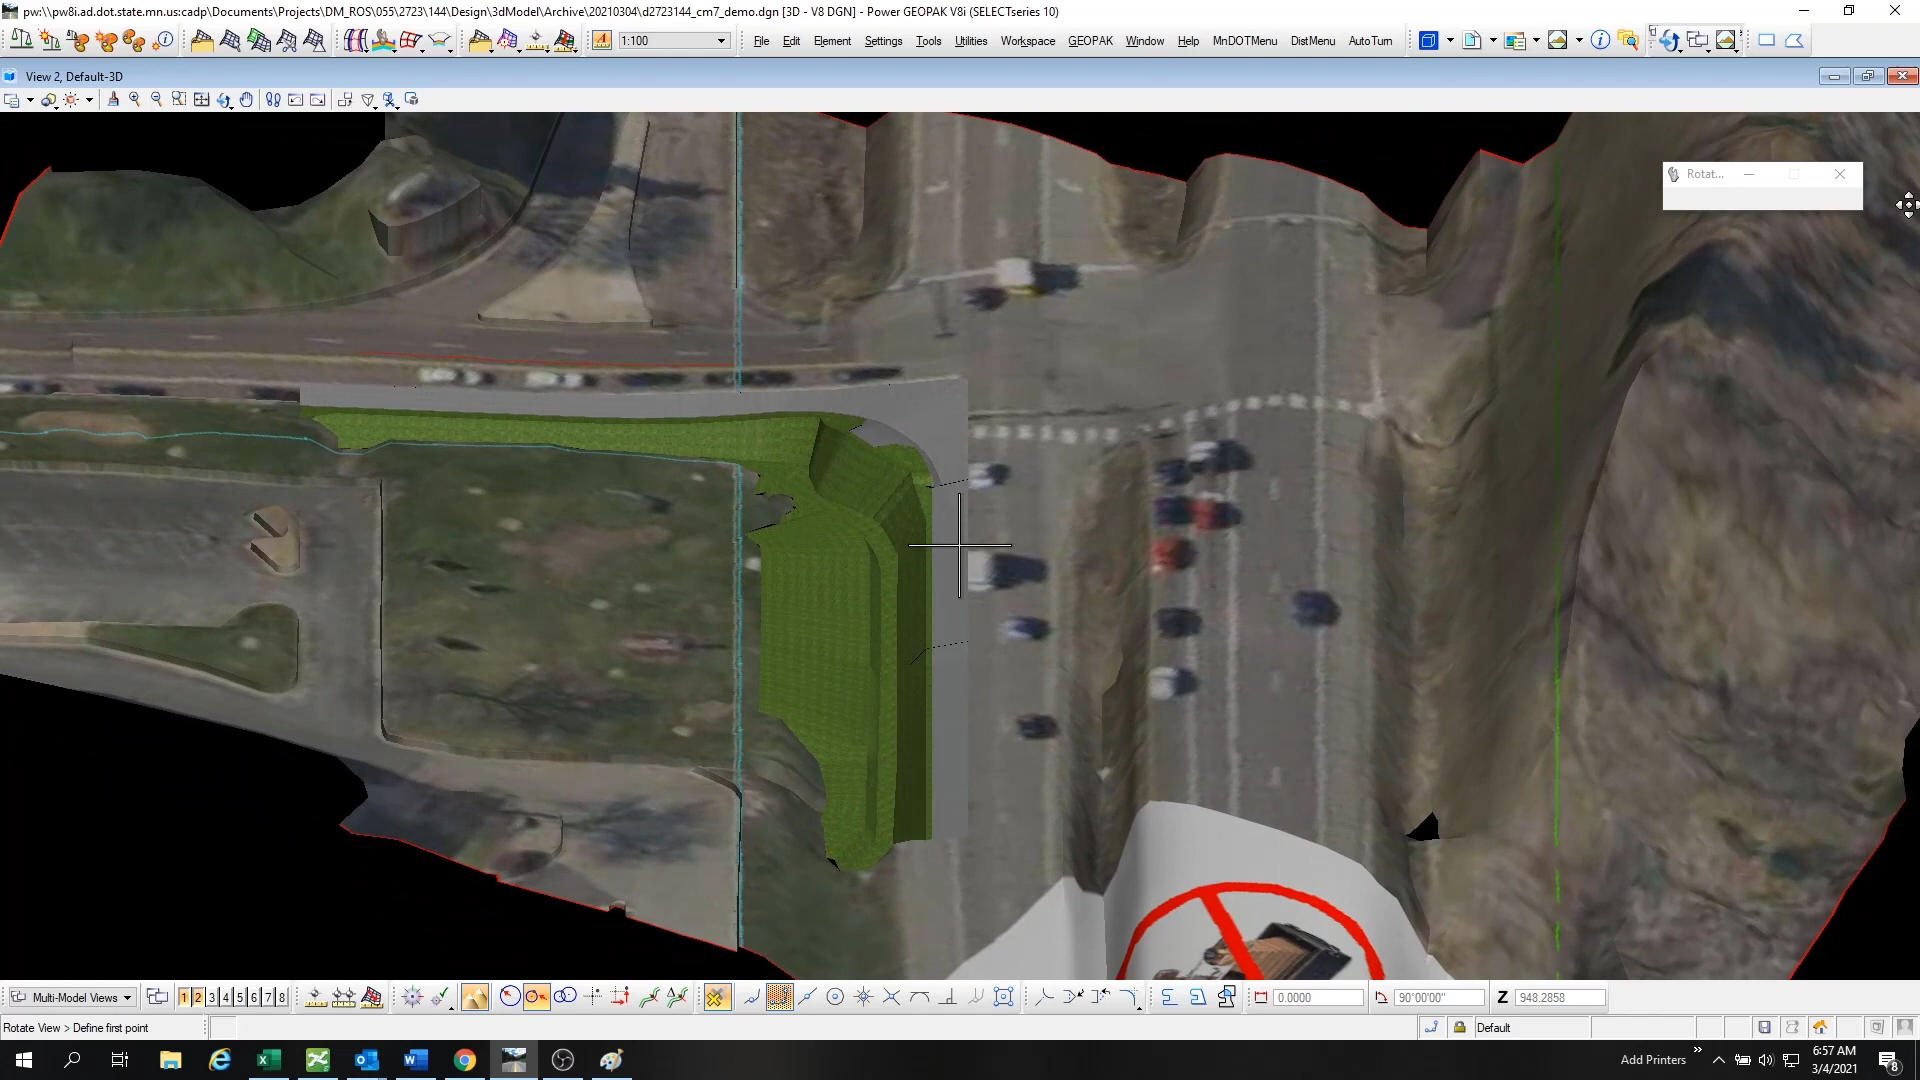 pw:\\pw8i.ad.dot.state.mn.us:cadp\Documents\Projects\DM_ROS\055\2723\144\Design\3dModel\Archive\20210304\d2723144_cm7_demo.dgn [3D - V8 DGN] - Power GEOPAK V8i (SELECTseries 10)
1:100 File Edit Element Settings Tools Utilities Workspace GEOPAK Window Help MnDOTMenu DistMenu AutoTurn
View 2, Default-3D
Rotat...
Multi-Model Views 1 2 3 4 5 6 7 8 0.0000 90°00'00" Z 948.2858
Rotate View > Define first point Default
Add Printers 6:57 AM
3/4/2021 8